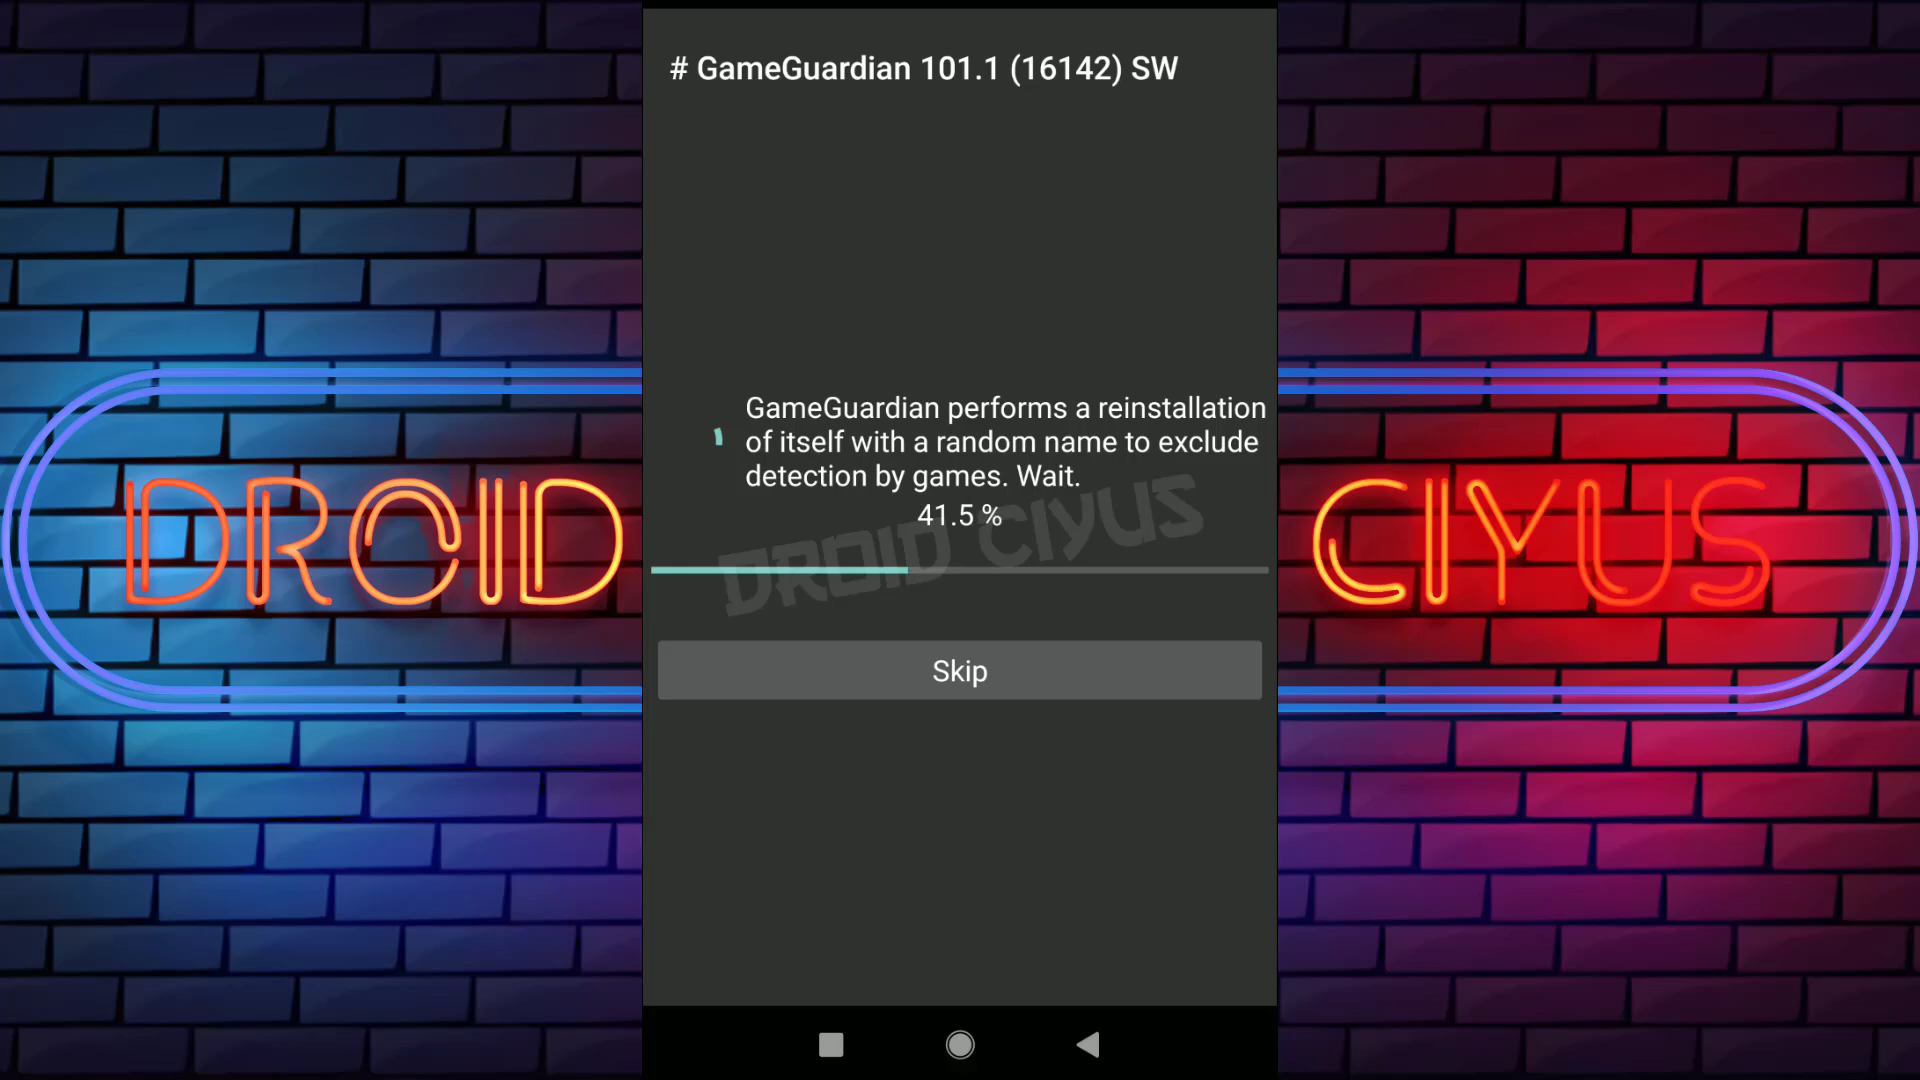 # GameGuardian 101.1 (16142) SW
GameGuardian performs a reinstallation
of itself with a random name to exclude
detection by games. Wait.
41.5 %
DROID CIYUS
DROID
CIYUS
Skip